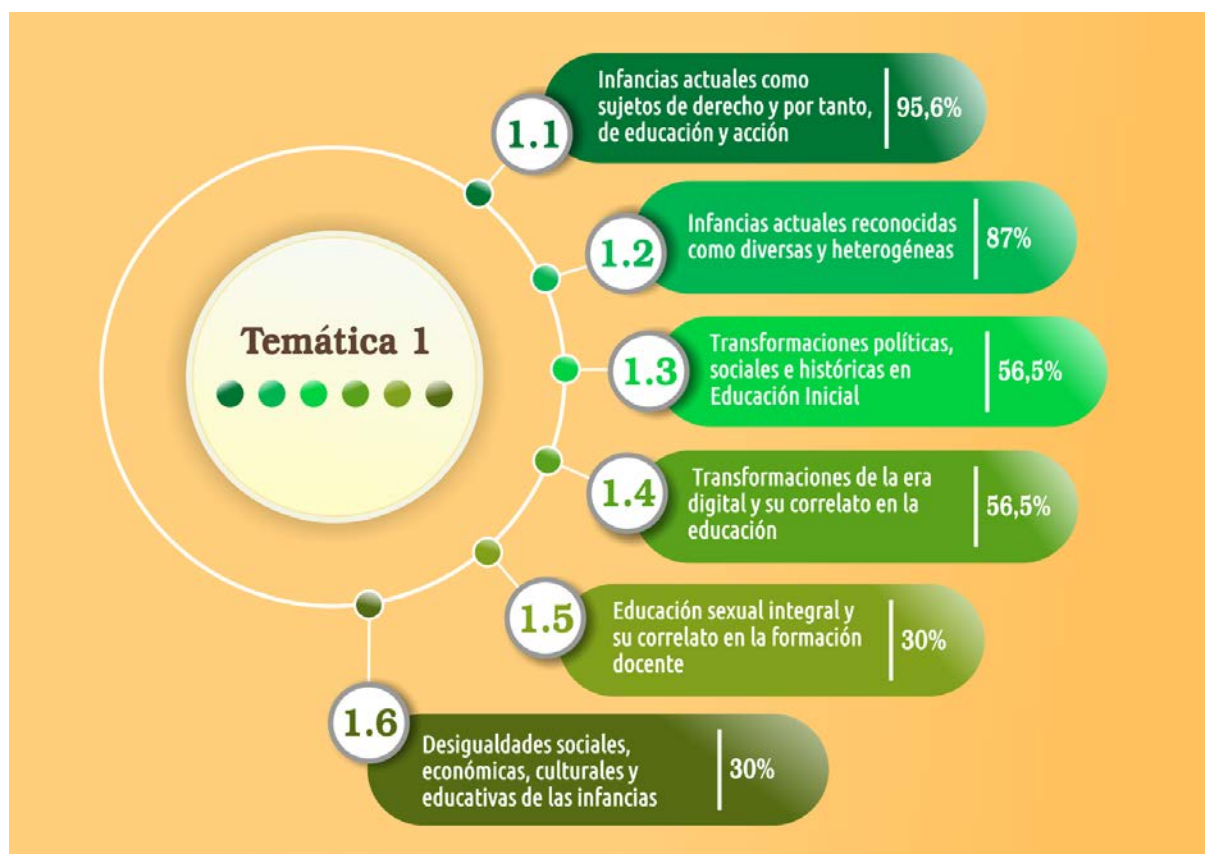 Temática 1
1.1
Infancias actuales como
sujetos de derecho y por tanto,
de educación y acción
95,6%
1.2
Infancias actuales reconocidas
como diversas y heterogéneas
87%
1.3
Transformaciones políticas,
sociales e históricas en
Educación Inicial
56,5%
1.4
Transformaciones de la era
digital y su correlato en la
educación
56,5%
1.5
Educación sexual integral y
su correlato en la formación
docente
30%
1.6
Desigualdades sociales,
económicas, culturales y
educativas de las infancias
30%